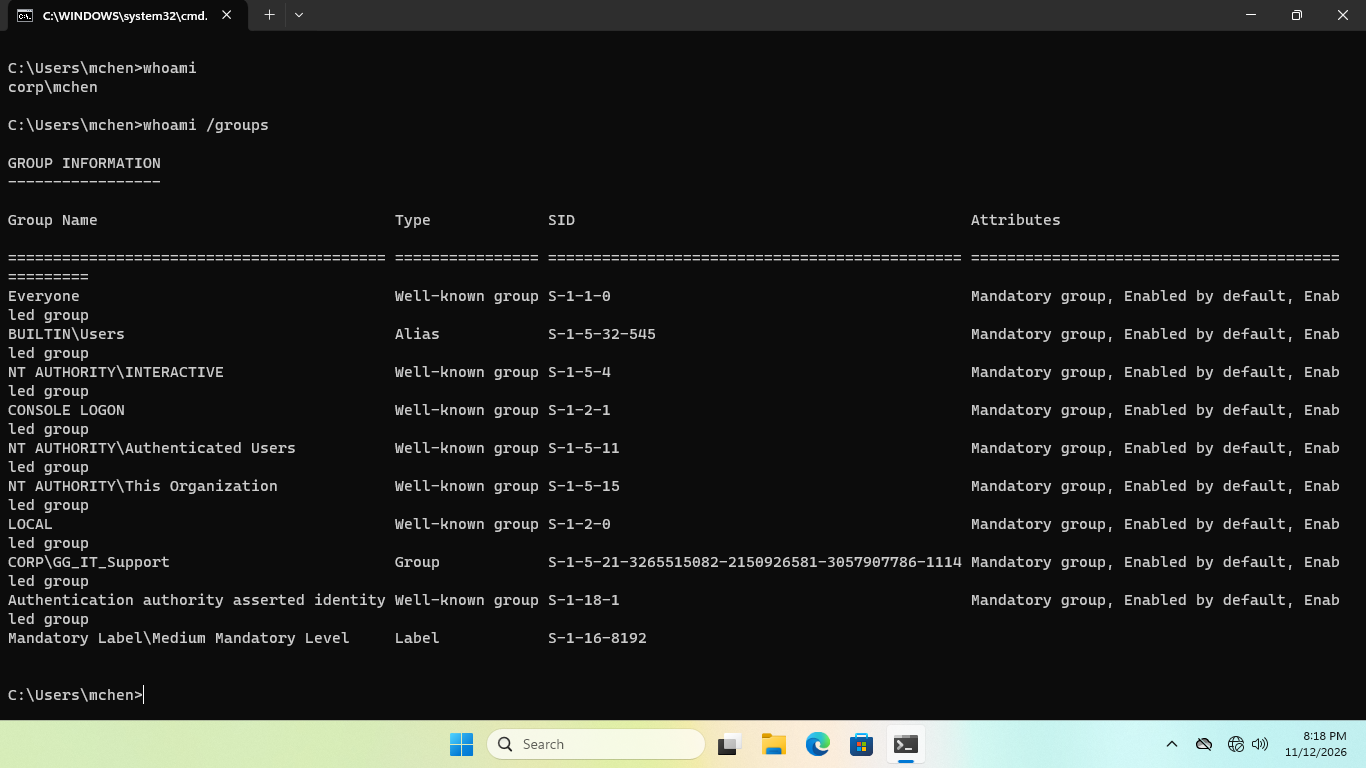 C:\WINDOWS\system32\cmd.
C:\Users\mchen>whoami
corp\mchen
C:\Users\mchen>whoami /groups
GROUP INFORMATION
-----------------
Group Name Type SID Attributes
========================================== ================ ============================================== =========================================
=========
Everyone Well-known group S-1-1-0 Mandatory group, Enabled by default, Enab
led group
BUILTIN\Users Alias S-1-5-32-545 Mandatory group, Enabled by default, Enab
led group
NT AUTHORITY\INTERACTIVE Well-known group S-1-5-4 Mandatory group, Enabled by default, Enab
led group
CONSOLE LOGON Well-known group S-1-2-1 Mandatory group, Enabled by default, Enab
led group
NT AUTHORITY\Authenticated Users Well-known group S-1-5-11 Mandatory group, Enabled by default, Enab
led group
NT AUTHORITY\This Organization Well-known group S-1-5-15 Mandatory group, Enabled by default, Enab
led group
LOCAL Well-known group S-1-2-0 Mandatory group, Enabled by default, Enab
led group
CORP\GG_IT_Support Group S-1-5-21-3265515082-2150926581-3057907786-1114 Mandatory group, Enabled by default, Enab
led group
Authentication authority asserted identity Well-known group S-1-18-1 Mandatory group, Enabled by default, Enab
led group
Mandatory Label\Medium Mandatory Level Label S-1-16-8192
C:\Users\mchen>
Search
8:18 PM
11/12/2026